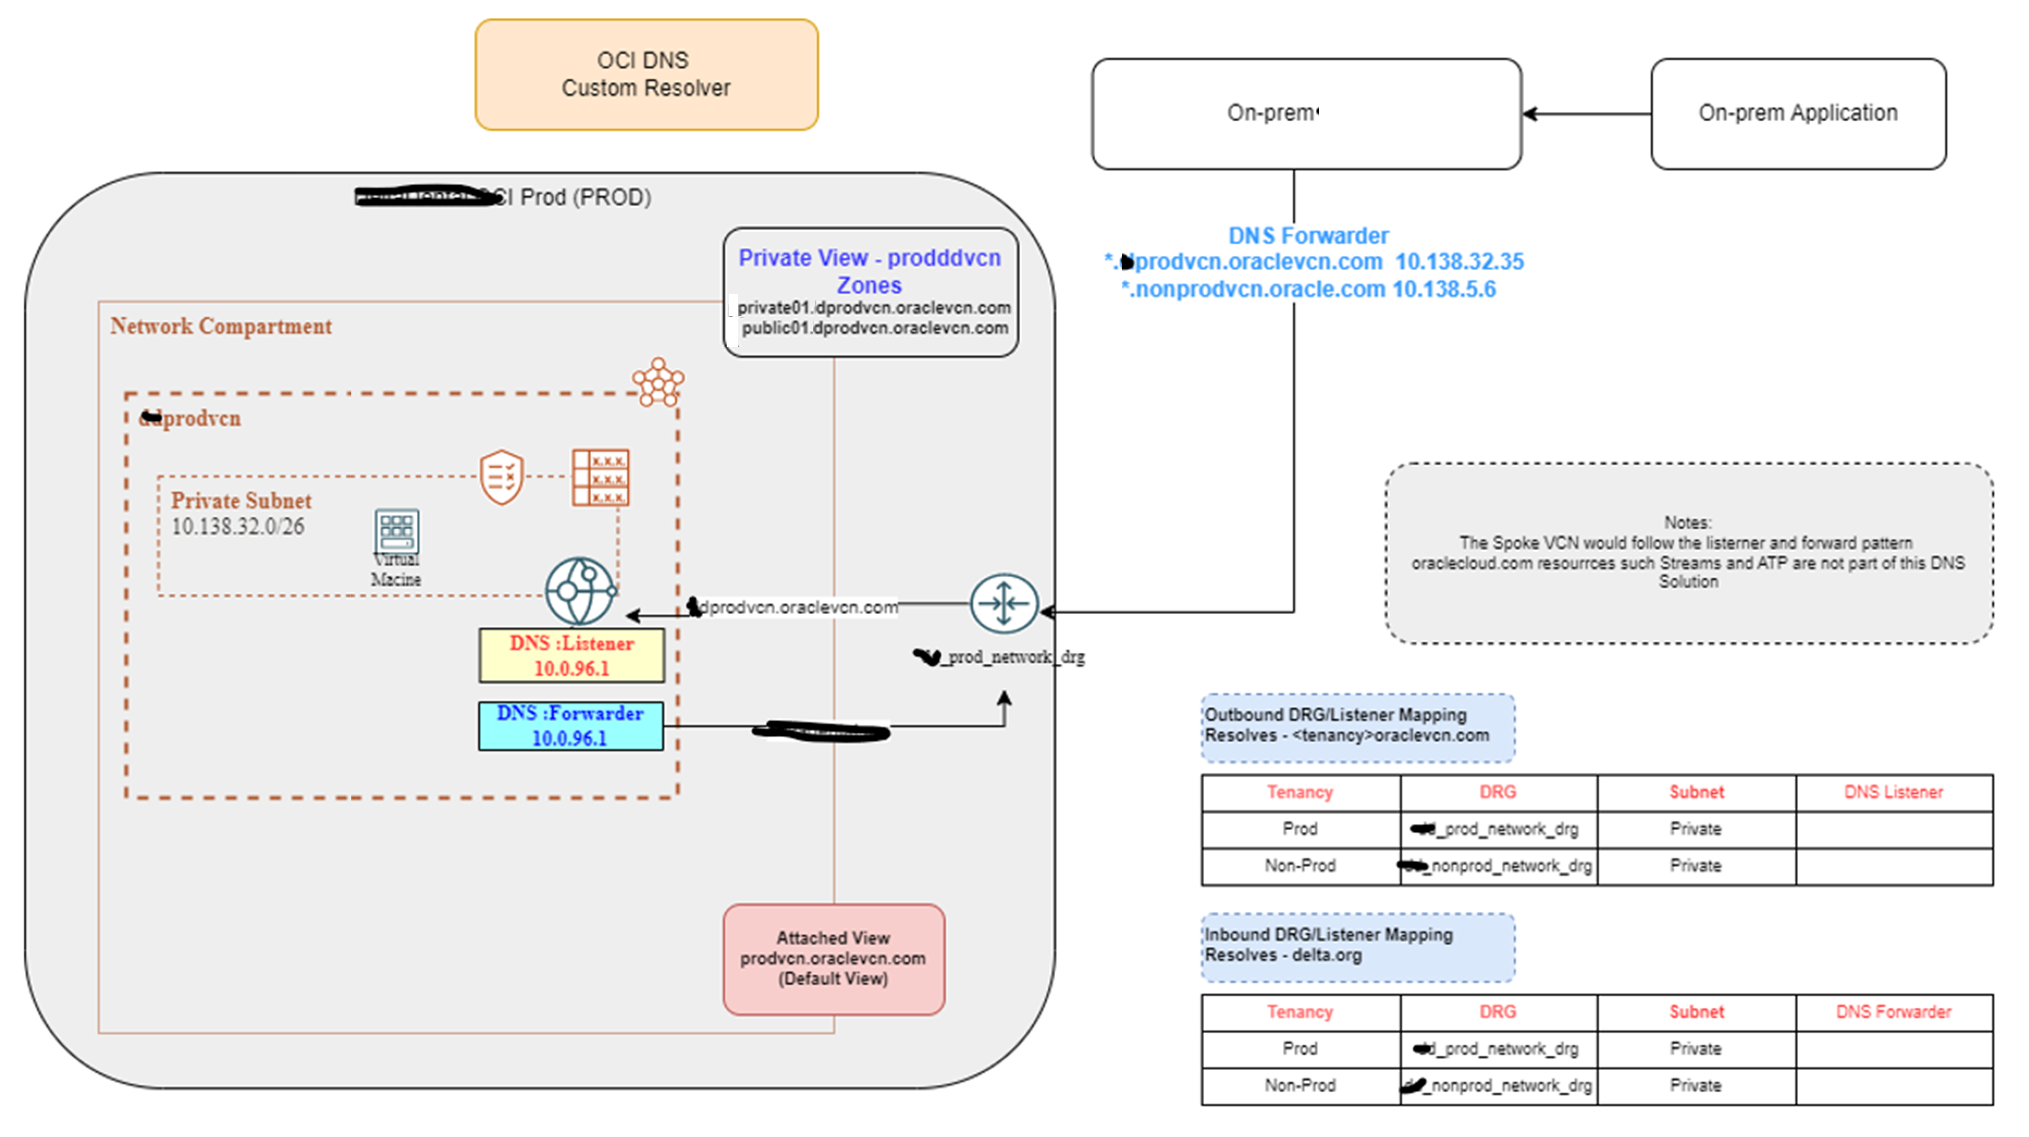 OCI DNS
Custom Resolver
On-prem
On-prem Application
CI Prod (PROD)
DNS Forwarder
*. prodvcn.oraclevcn.com 10.138.32.35
*.nonprodvcn.oracle.com 10.138.5.6
Private View - prodddvcn
Zones
private01.dprodvcn.oraclevcn.com
public01.dprodvcn.oraclevcn.com
Network Compartment
prodvcn
Private Subnet
10.138.32.0/26
Virtual
Macine
dprodvcn.oraclevcn.com
DNS :Listener
10.0.96.1
_prod_network_drg
DNS :Forwarder
10.0.96.1
Notes:
The Spoke VCN would follow the listerner and forward pattern
oraclecloud.com resourrces such Streams and ATP are not part of this DNS
Solution
Attached View
prodvcn.oraclevcn.com
(Default View)
Outbound DRG/Listener Mapping
Resolves - <tenancy>oraclevcn.com
Tenancy DRG Subnet DNS Listener
Prod _prod_network_drg Private
Non-Prod _nonprod_network_drg Private
Inbound DRG/Listener Mapping
Resolves - delta.org
Tenancy DRG Subnet DNS Forwarder
Prod d_prod_network_drg Private
Non-Prod _nonprod_network_drg Private